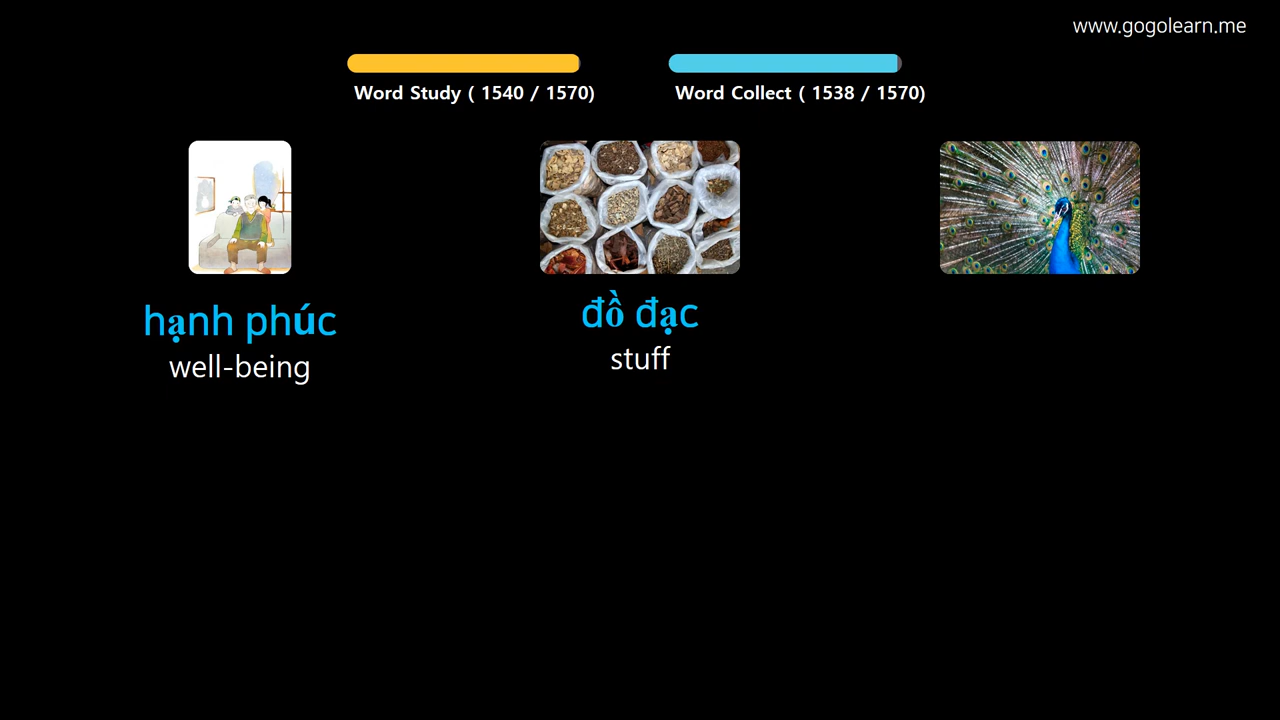 www.gogolearn.me
Word Study ( 1540 / 1570)
Word Collect ( 1538 / 1570)
hạnh phúc
well-being
đồ đạc
stuff